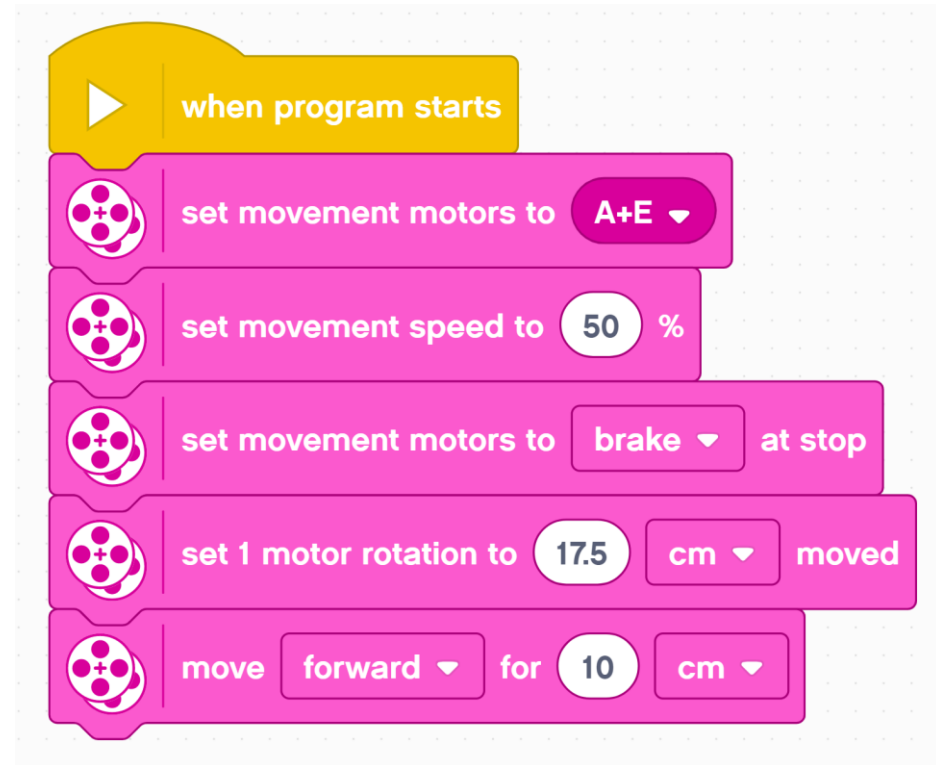 when program starts
set movement motors to A+E
set movement speed to 50 %
set movement motors to brake at stop
set 1 motor rotation to 17.5 cm moved
move forward for 10 cm